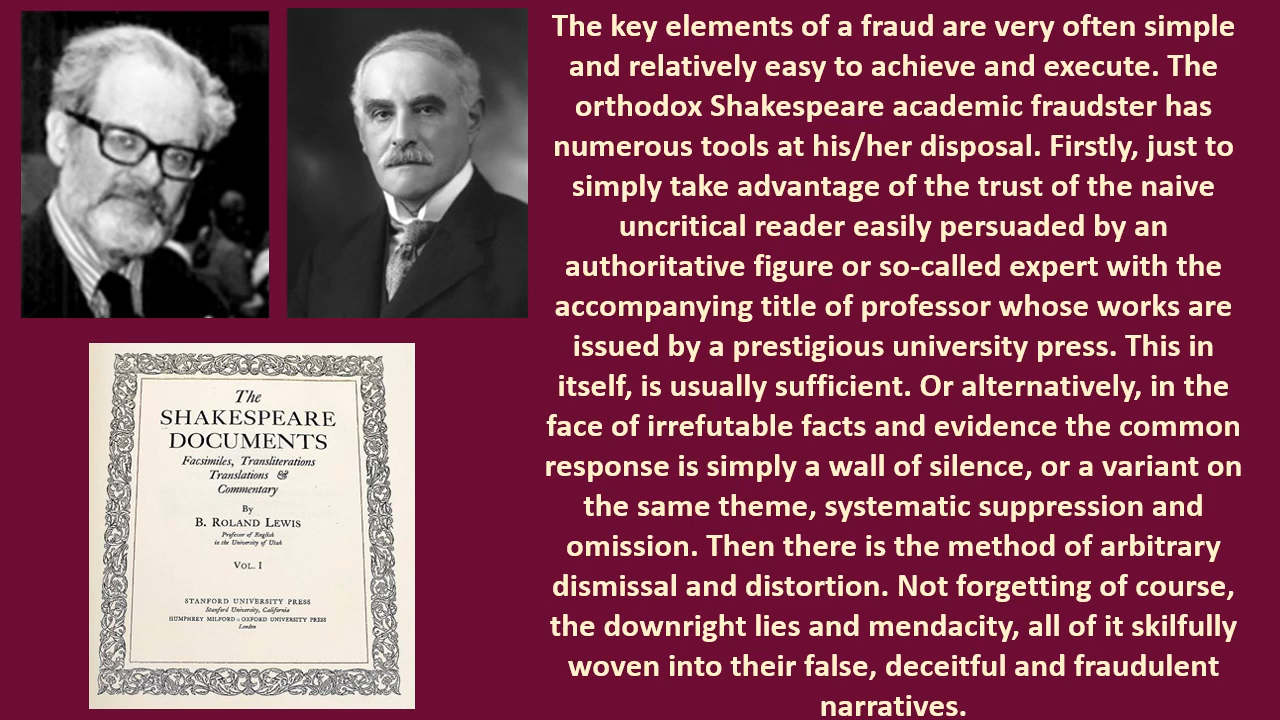 The key elements of a fraud are very often simple
and relatively easy to achieve and execute. The
orthodox Shakespeare academic fraudster has
numerous tools at his/her disposal. Firstly, just to
simply take advantage of the trust of the naive
uncritical reader easily persuaded by an
authoritative figure or so-called expert with the
accompanying title of professor whose works are
issued by a prestigious university press. This in
itself, is usually sufficient. Or alternatively, in the
face of irrefutable facts and evidence the common
response is simply a wall of silence, or a variant on
the same theme, systematic suppression and
omission. Then there is the method of arbitrary
dismissal and distortion. Not forgetting of course,
the downright lies and mendacity, all of it skilfully
woven into their false, deceitful and fraudulent
narratives.
The
SHAKESPEARE
DOCUMENTS
Facsimiles, Transliterations
Translations &
Commentary
By
B. ROLAND LEWIS
Professor of English
in the University of Utah
VOL. I
STANFORD UNIVERSITY PRESS
Stanford University, California
HUMPHREY MILFORD : OXFORD UNIVERSITY PRESS
London